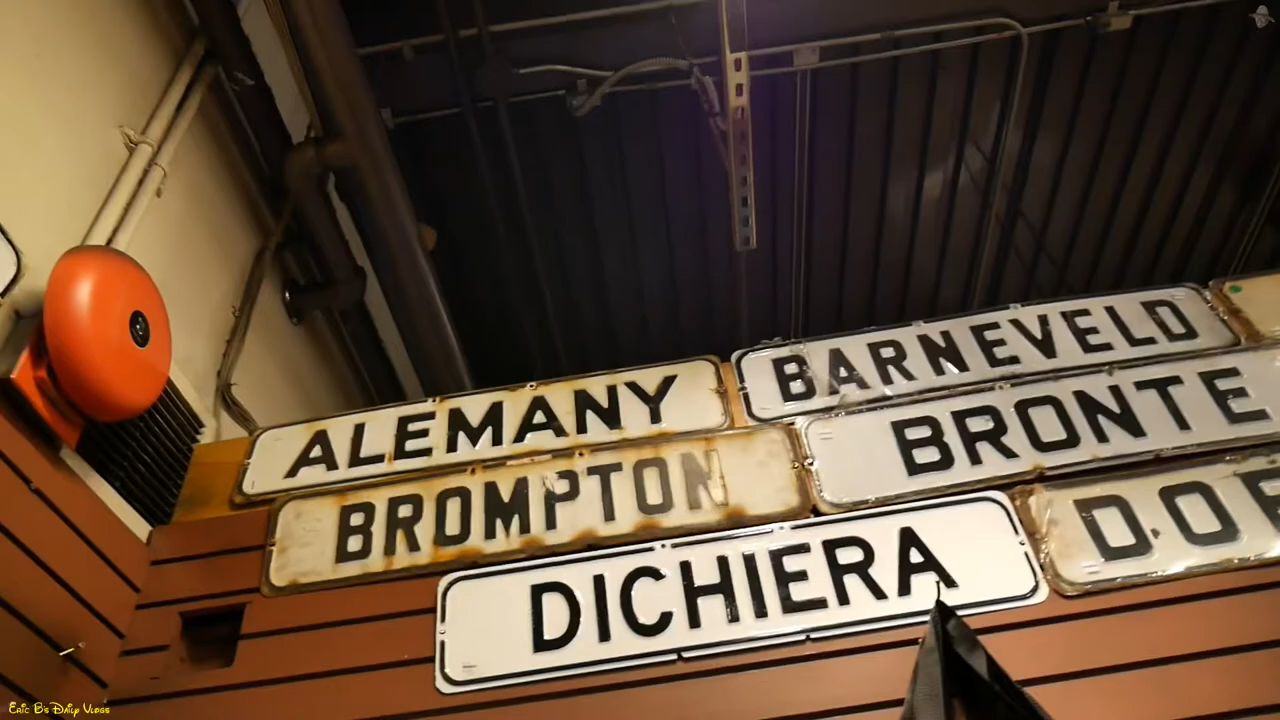 BARNEVELD
ALEMANY
BRONTE
BROMPTON
DICHIERA
Eric B's Daily Vlogs